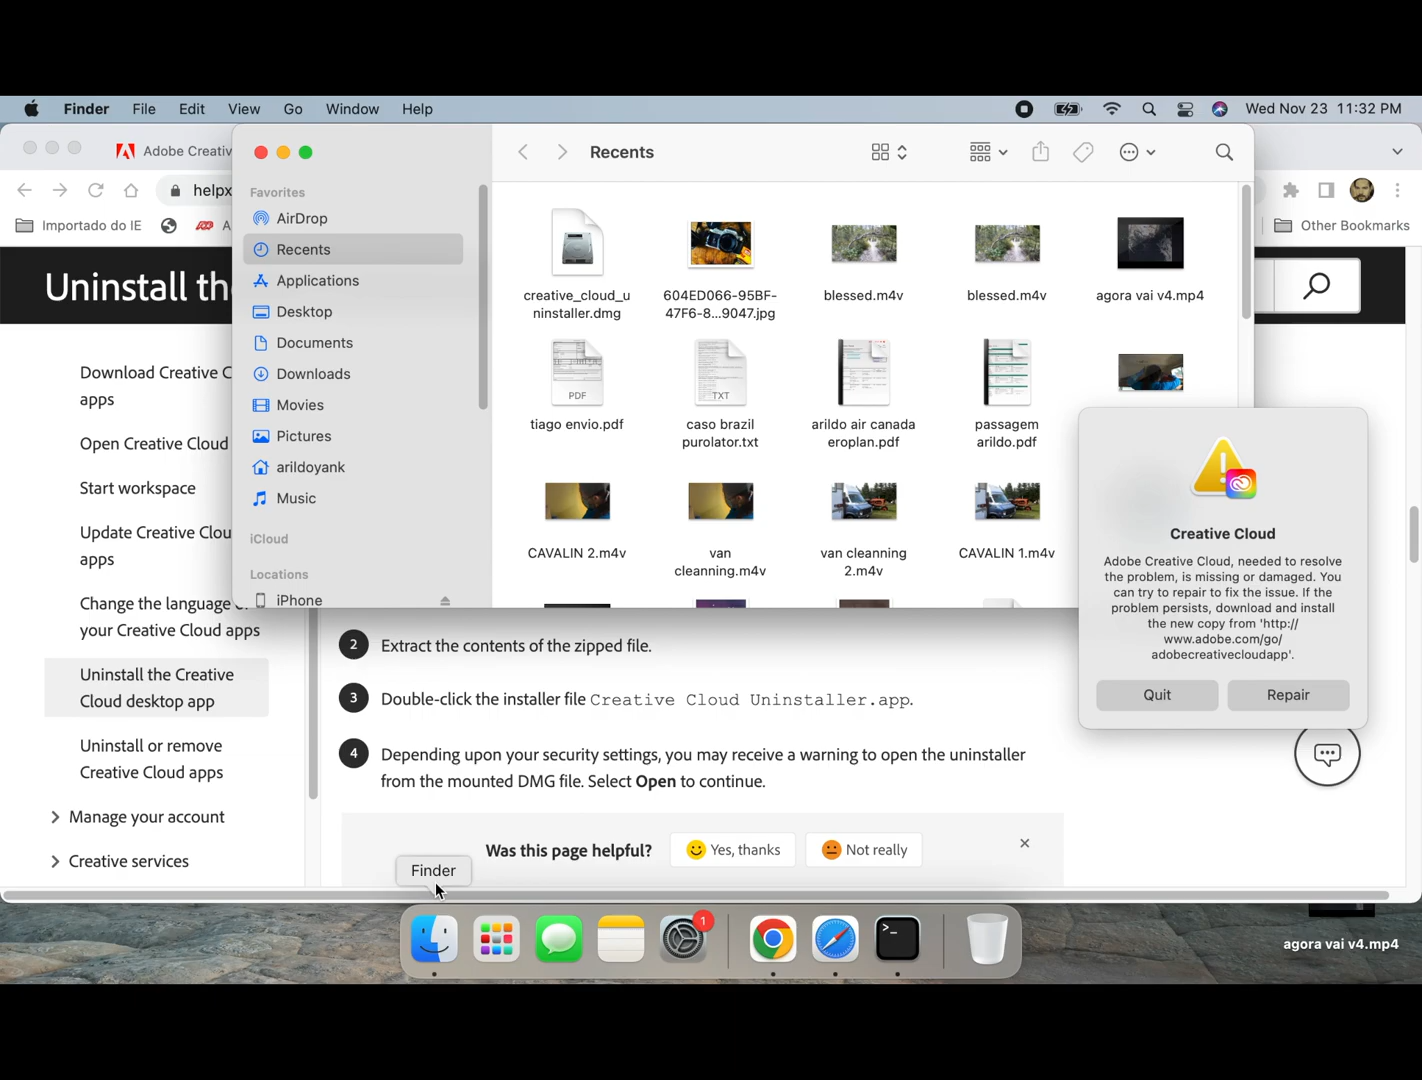 Finder File Edit View Go Window Help Wed Nov 23 11:32 PM
Adobe Creativ
helpx
Importado do IE A
Other Bookmarks
Uninstall th
Download Creative C
apps
Open Creative Cloud
Start workspace
Update Creative Clou
apps
Change the language
your Creative Cloud apps
Uninstall the Creative
Cloud desktop app
Uninstall or remove
Creative Cloud apps
Manage your account
Creative services
Favorites
AirDrop
Recents
Applications
Desktop
Documents
Downloads
Movies
Pictures
arildoyank
Music
iCloud
Locations
iPhone
Recents
creative_cloud_u
ninstaller.dmg
604ED066-95BF-
47F6-8...9047.jpg
blessed.m4v
blessed.m4v
agora vai v4.mp4
PDF
tiago envio.pdf
TXT
caso brazil
purolator.txt
arildo air canada
eroplan.pdf
passagem
arildo.pdf
CAVALIN 2.m4v
van
cleanning.m4v
van cleanning
2.m4v
CAVALIN 1.m4v
Creative Cloud
Adobe Creative Cloud, needed to resolve
the problem, is missing or damaged. You
can try to repair to fix the issue. If the
problem persists, download and install
the new copy from 'http://
www.adobe.com/go/
adobecreativecloudapp'.
Quit Repair
2 Extract the contents of the zipped file.
3 Double-click the installer file Creative Cloud Uninstaller.app.
4 Depending upon your security settings, you may receive a warning to open the uninstaller
from the mounted DMG file. Select Open to continue.
Was this page helpful? Yes, thanks Not really
Finder
1
agora vai v4.mp4